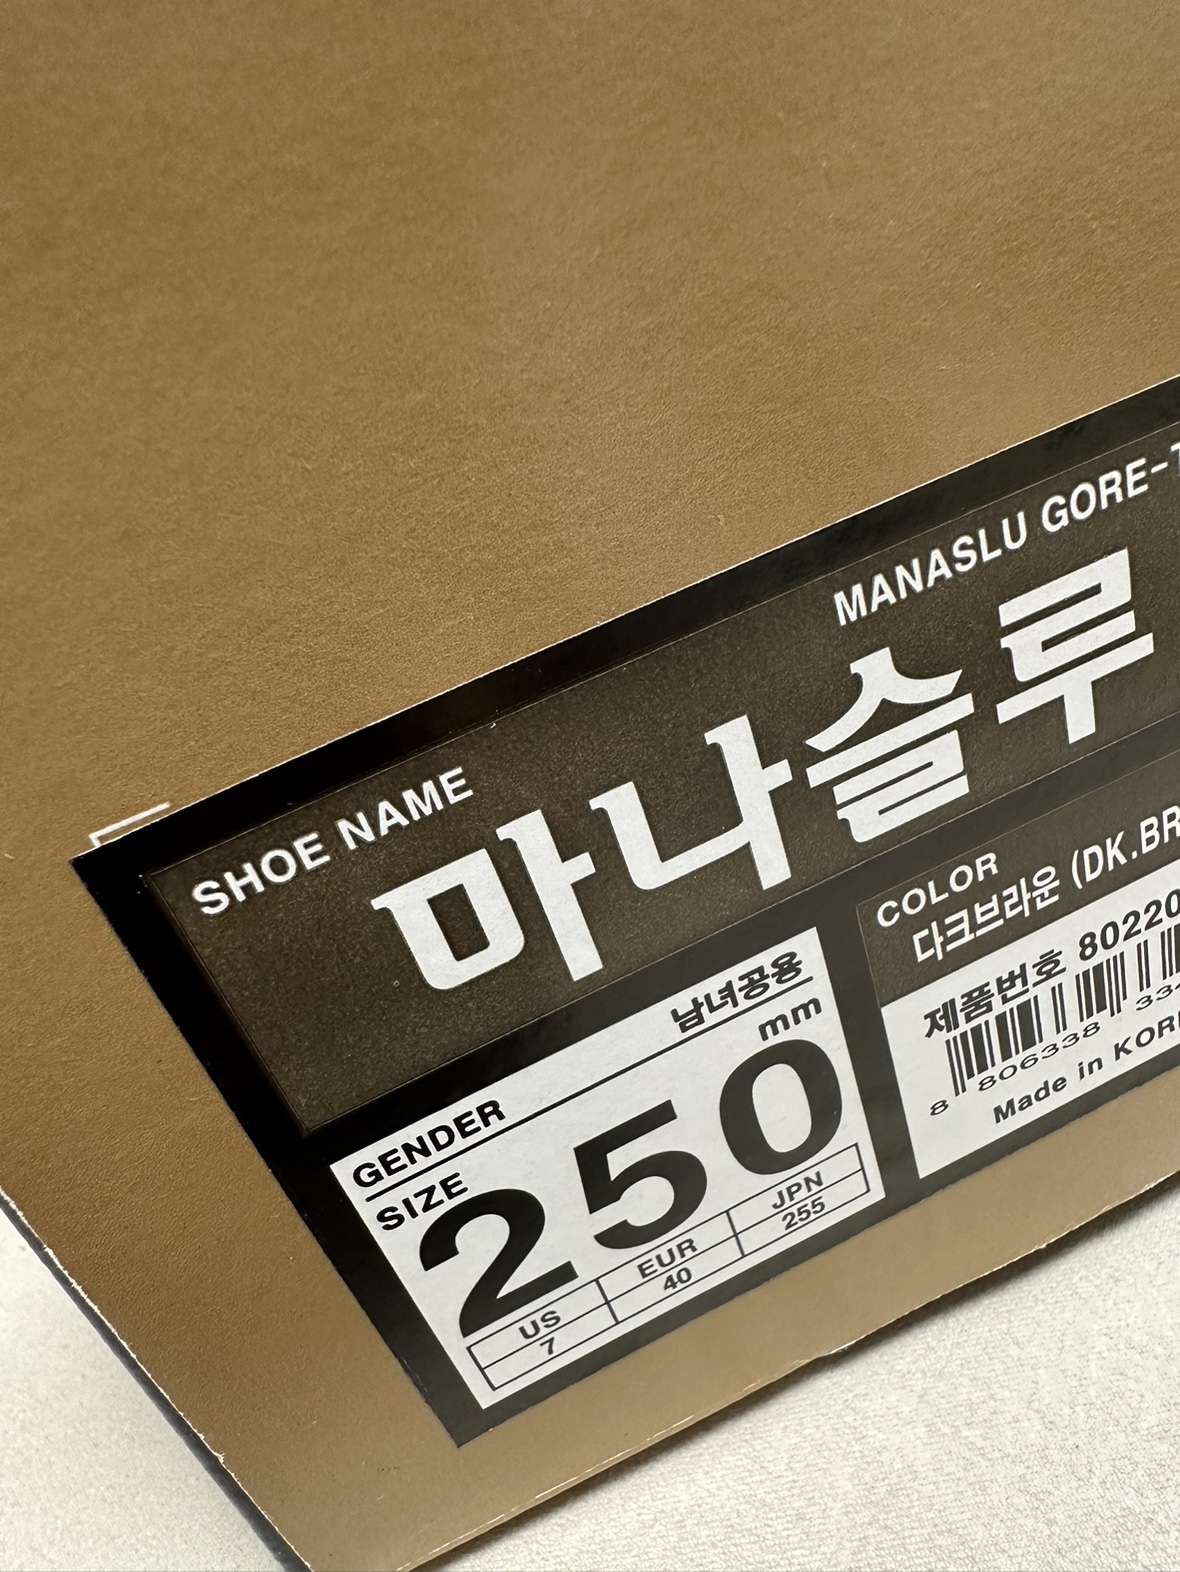 MANASLU GORE-T
SHOE NAME
마나슬루
COLOR
다크브라운 (DK.BR
GENDER 남녀공용
SIZE 250 mm
US EUR JPN
7 40 255
제품번호 80220
8 806338 334
Made in KORE